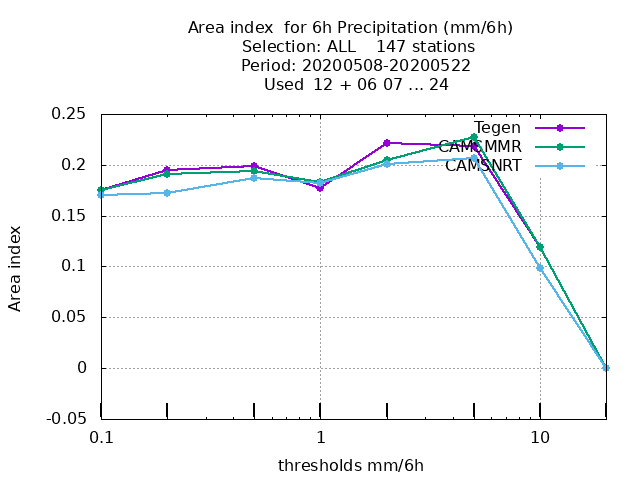 Area index  for 6h Precipitation (mm/6h)
Selection: ALL    147 stations
Period: 20200508-20200522
Used  12 + 06 07 ... 24
Tegen
CAMSMMR
CAMSNRT
0.25
0.2
0.15
0.1
0.05
0
-0.05
Area index
0.1 1 10
thresholds mm/6h